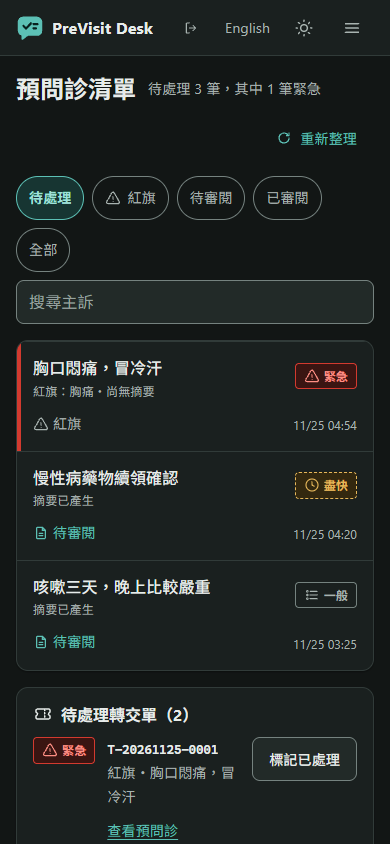 PreVisit Desk
English
預問診清單 待處理 3 筆，其中 1 筆緊急
重新整理
待處理 紅旗 待審閱 已審閱
全部
搜尋主訴
胸口悶痛，冒冷汗 緊急
紅旗：胸痛・尚無摘要
紅旗 11/25 04:54
慢性病藥物續領確認 盡快
摘要已產生
待審閱 11/25 04:20
咳嗽三天，晚上比較嚴重 一般
摘要已產生
待審閱 11/25 03:25
待處理轉交單（2）
緊急 T-20261125-0001 標記已處理
紅旗・胸口悶痛，冒
冷汗
查看預問診